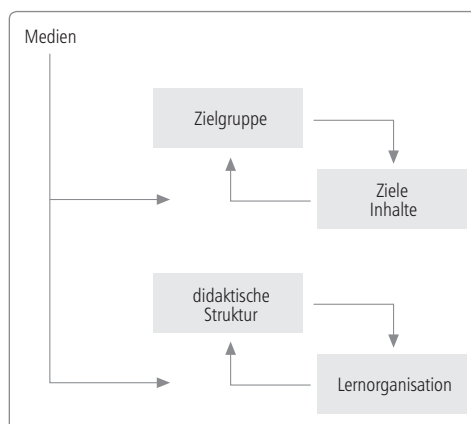 Medien
Zielgruppe
Ziele
Inhalte
didaktische
Struktur
Lernorganisation